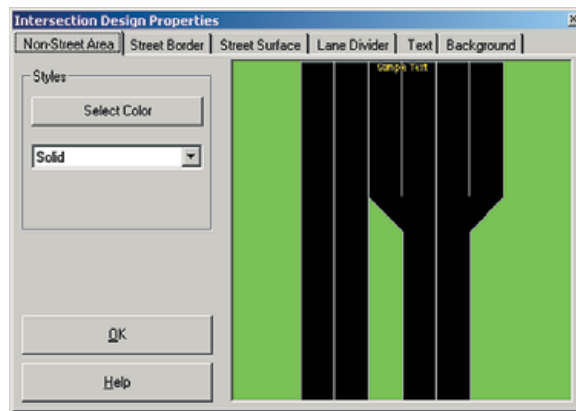 Intersection Design Properties
Non-Street Area Street Border Street Surface Lane Divider Text Background
Styles
Select Color
Solid
OK
Help
Sample Text